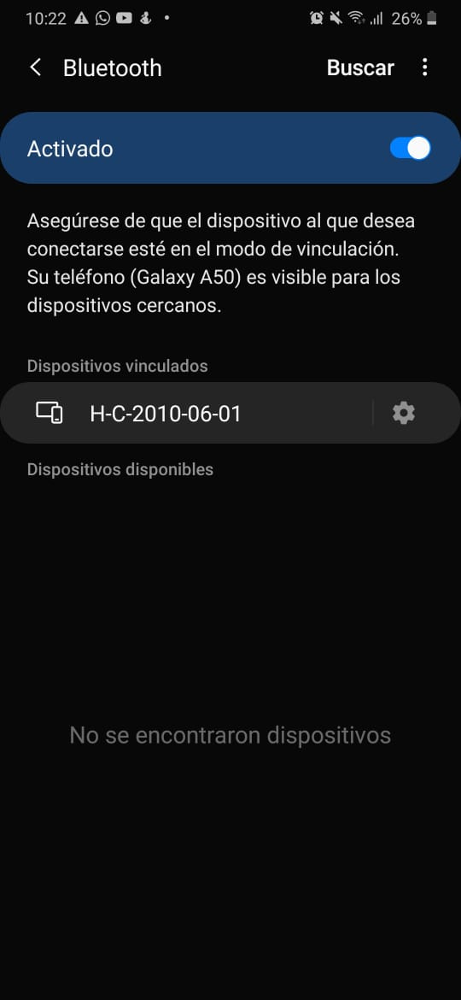 10:22
26%
Bluetooth
Buscar
Activado
Asegúrese de que el dispositivo al que desea
conectarse esté en el modo de vinculación.
Su teléfono (Galaxy A50) es visible para los
dispositivos cercanos.
Dispositivos vinculados
H-C-2010-06-01
Dispositivos disponibles
No se encontraron dispositivos